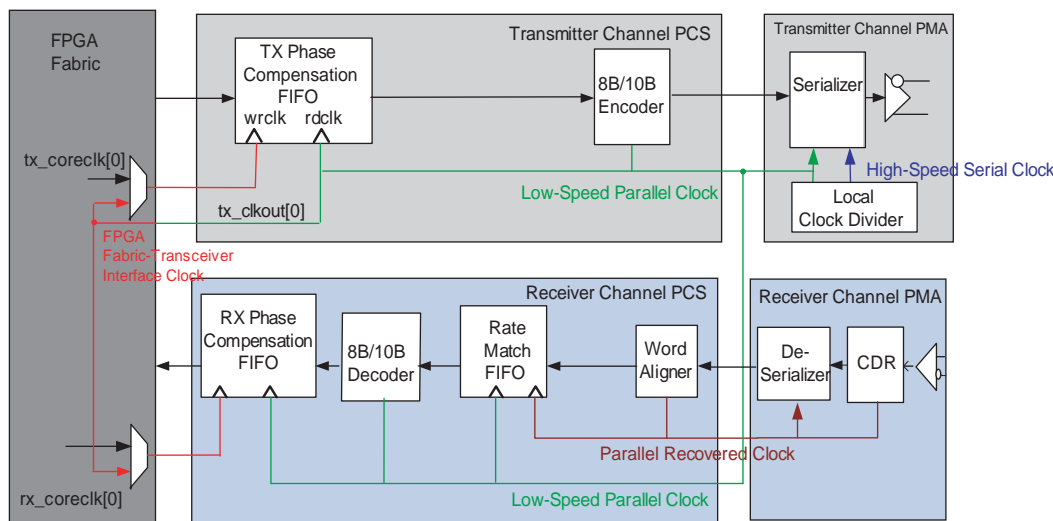 FPGA
Fabric
Transmitter Channel PCS
Transmitter Channel PMA
TX Phase
Compensation
FIFO
wrclk rdclk
8B/10B
Encoder
Serializer
tx_coreclk[0]
Low-Speed Parallel Clock
High-Speed Serial Clock
Local
Clock Divider
tx_clkout[0]
FPGA
Fabric-Transceiver
Interface Clock
Receiver Channel PCS
Receiver Channel PMA
RX Phase
Compensation
FIFO
8B/10B
Decoder
Rate
Match
FIFO
Word
Aligner
De-
Serializer
CDR
Parallel Recovered Clock
rx_coreclk[0]
Low-Speed Parallel Clock